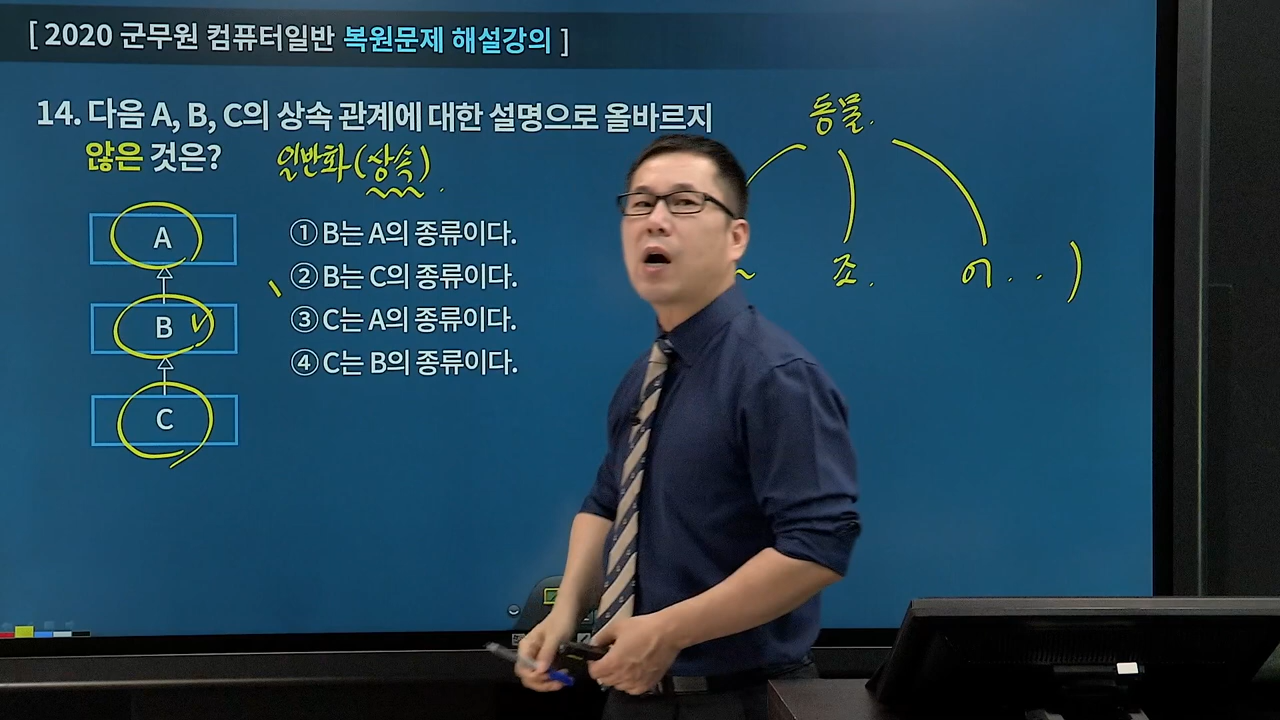 [ 2020 군무원 컴퓨터일반 복원문제 해설강의 ]
14. 다음 A, B, C의 상속 관계에 대한 설명으로 올바르지
않은 것은?
일반화(상속).
A
B
C
① B는 A의 종류이다.
② B는 C의 종류이다.
③ C는 A의 종류이다.
④ C는 B의 종류이다.
동물.
조. 어...)